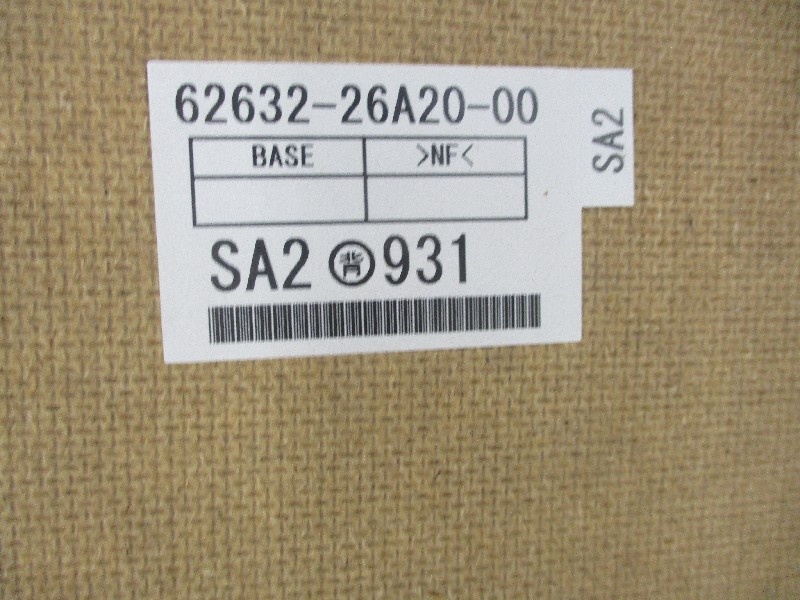 62632-26A20-00
BASE >NF<
SA2 背 931
SA2